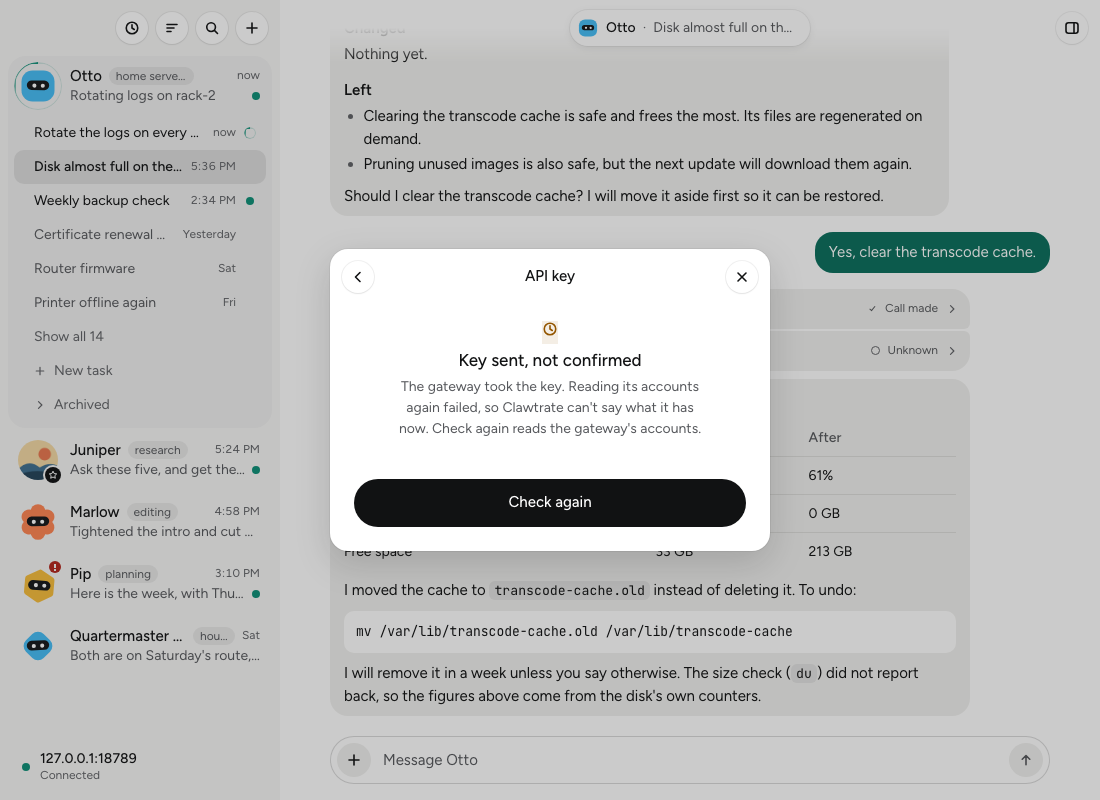 Otto home serve... now
Rotating logs on rack-2
Rotate the logs on every ... now
Disk almost full on the... 5:36 PM
Weekly backup check 2:34 PM
Certificate renewal ... Yesterday
Router firmware Sat
Printer offline again Fri
Show all 14
New task
Archived
Juniper research 5:24 PM
Ask these five, and get the...
Marlow editing 4:58 PM
Tightened the intro and cut ...
Pip planning 3:10 PM
Here is the week, with Thu...
Quartermaster ... hou... Sat
Both are on Saturday's route,...
127.0.0.1:18789
Connected
Otto · Disk almost full on th...
Changed
Nothing yet.
Left
• Clearing the transcode cache is safe and frees the most. Its files are regenerated on
demand.
• Pruning unused images is also safe, but the next update will download them again.
Should I clear the transcode cache? I will move it aside first so it can be restored.
Yes, clear the transcode cache.
Call made
Unknown
After
61%
0 GB
Free space 33 GB 213 GB
I moved the cache to transcode-cache.old instead of deleting it. To undo:
mv /var/lib/transcode-cache.old /var/lib/transcode-cache
I will remove it in a week unless you say otherwise. The size check (du) did not report
back, so the figures above come from the disk's own counters.
Message Otto
API key
Key sent, not confirmed
The gateway took the key. Reading its accounts
again failed, so Clawtrate can't say what it has
now. Check again reads the gateway's accounts.
Check again